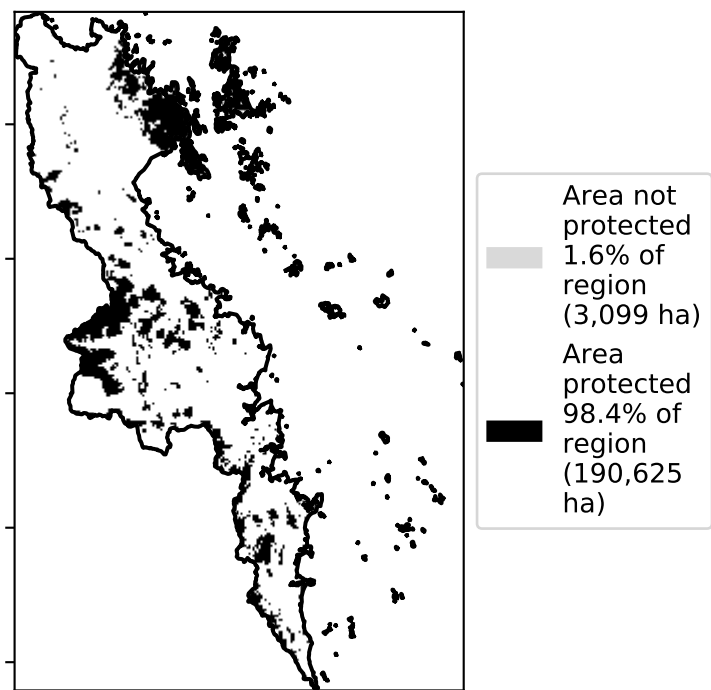 Area not
protected
1.6% of
region
(3,099 ha)
Area
protected
98.4% of
region
(190,625
ha)